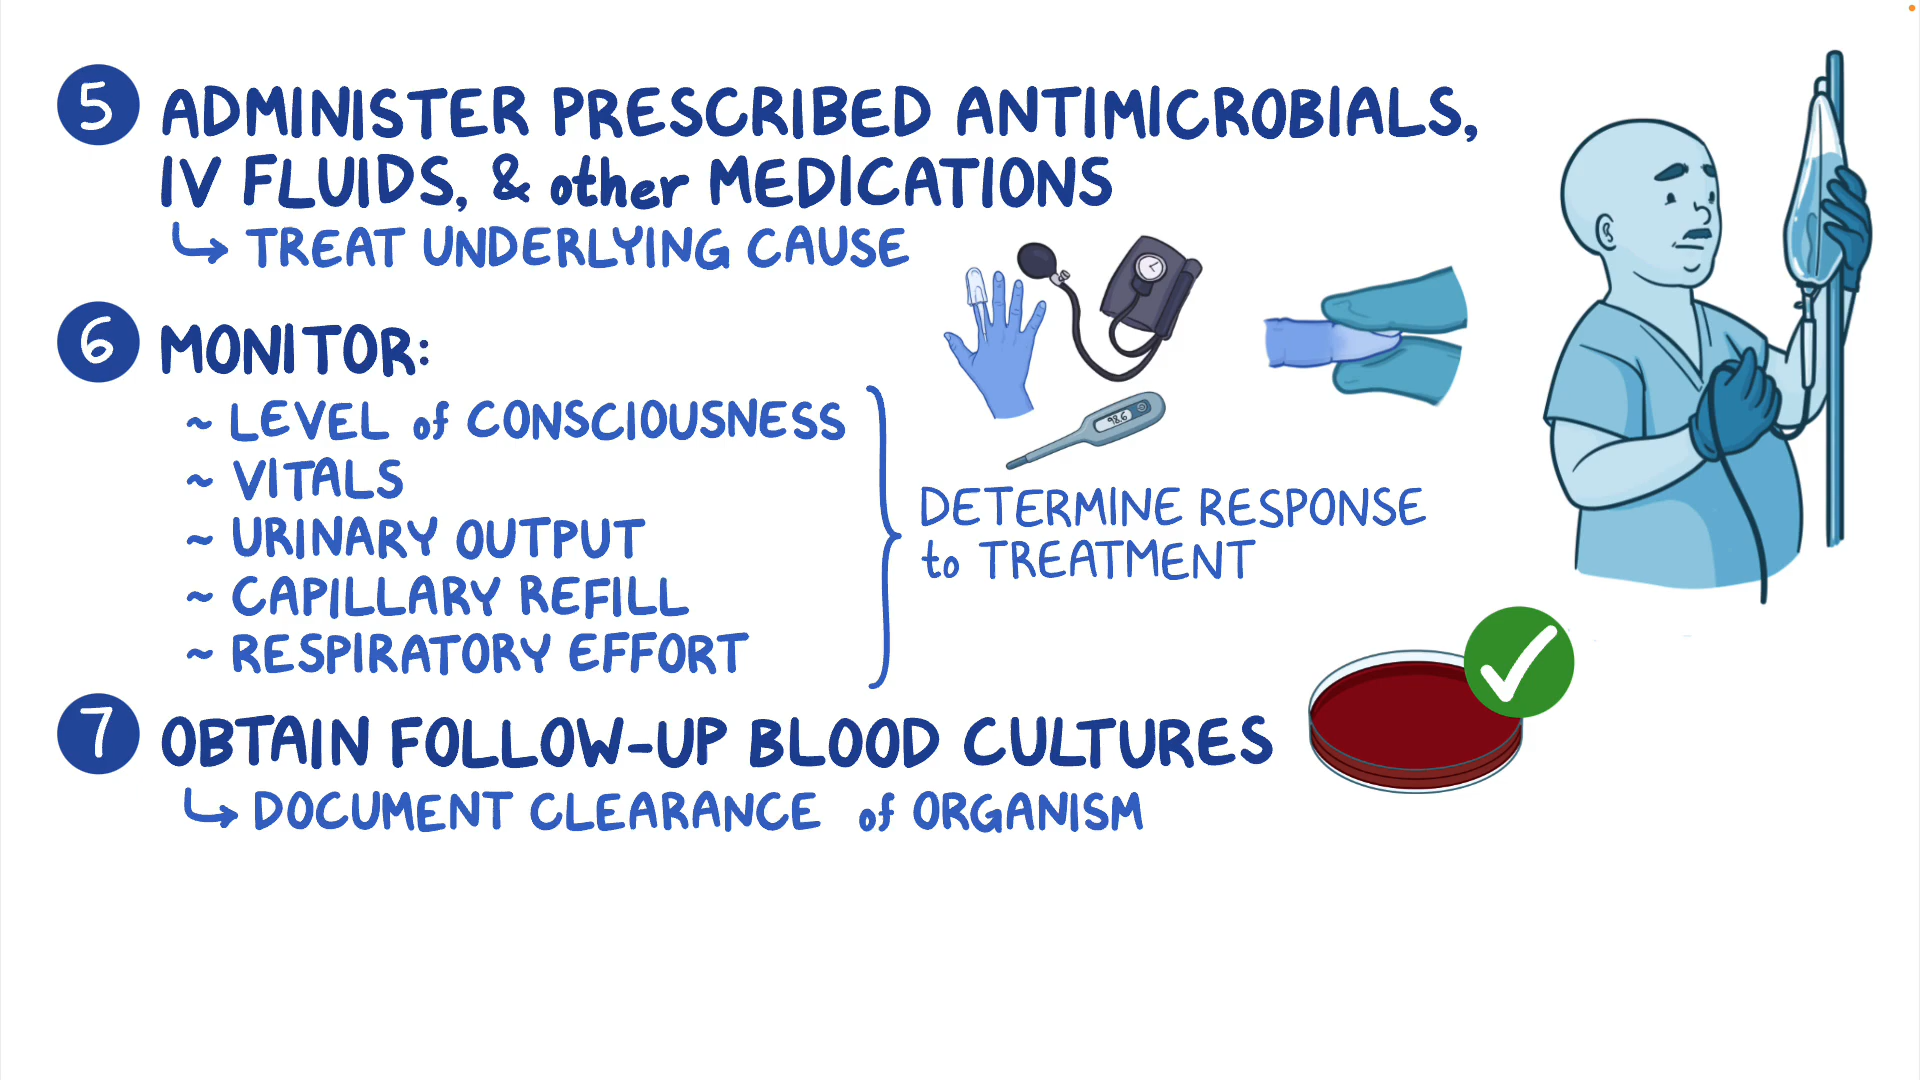 5 ADMINISTER PRESCRIBED ANTIMICROBIALS,
IV FLUIDS, & other MEDICATIONS
↳ TREAT UNDERLYING CAUSE
6 MONITOR:
~ LEVEL of CONSCIOUSNESS
~ VITALS
~ URINARY OUTPUT
~ CAPILLARY REFILL
~ RESPIRATORY EFFORT
98.6
DETERMINE RESPONSE
to TREATMENT
7 OBTAIN FOLLOW-UP BLOOD CULTURES
↳ DOCUMENT CLEARANCE of ORGANISM